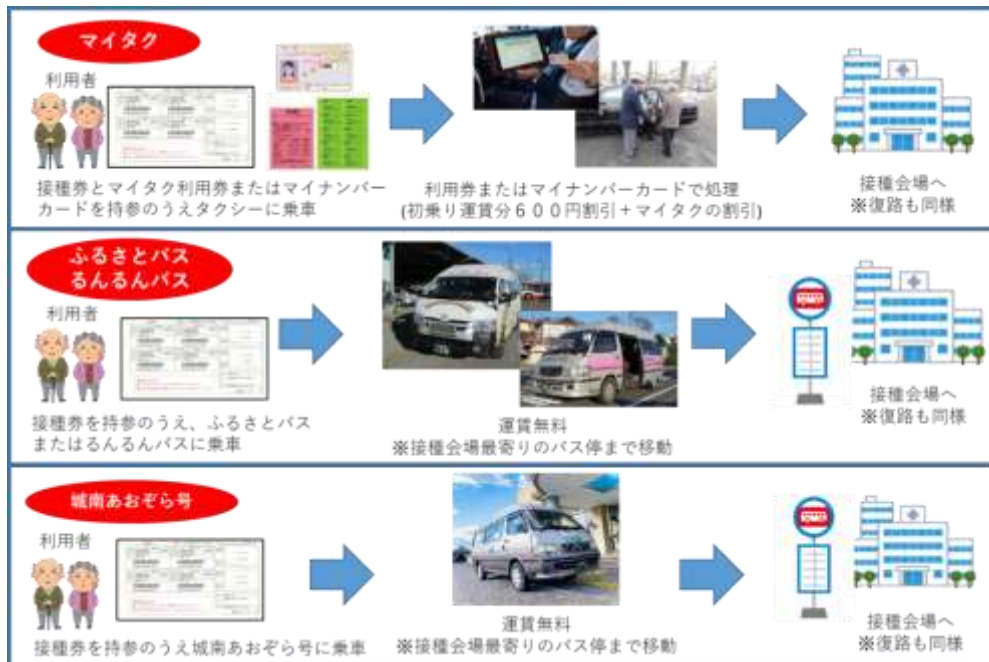 マイタク
利用者
接種券とマイタク利用券またはマイナンバー
カードを持参のうえタクシーに乗車
利用券またはマイナンバーカードで処理
(初乗り運賃分６００円割引＋マイタクの割引)
接種会場へ
※復路も同様
ふるさとバス
るんるんバス
利用者
接種券を持参のうえ、ふるさとバス
またはるんるんバスに乗車
運賃無料
※接種会場最寄りのバス停まで移動
接種会場へ
※復路も同様
城南あおぞら号
利用者
接種券を持参のうえ城南あおぞら号に乗車
運賃無料
※接種会場最寄りのバス停まで移動
接種会場へ
※復路も同様